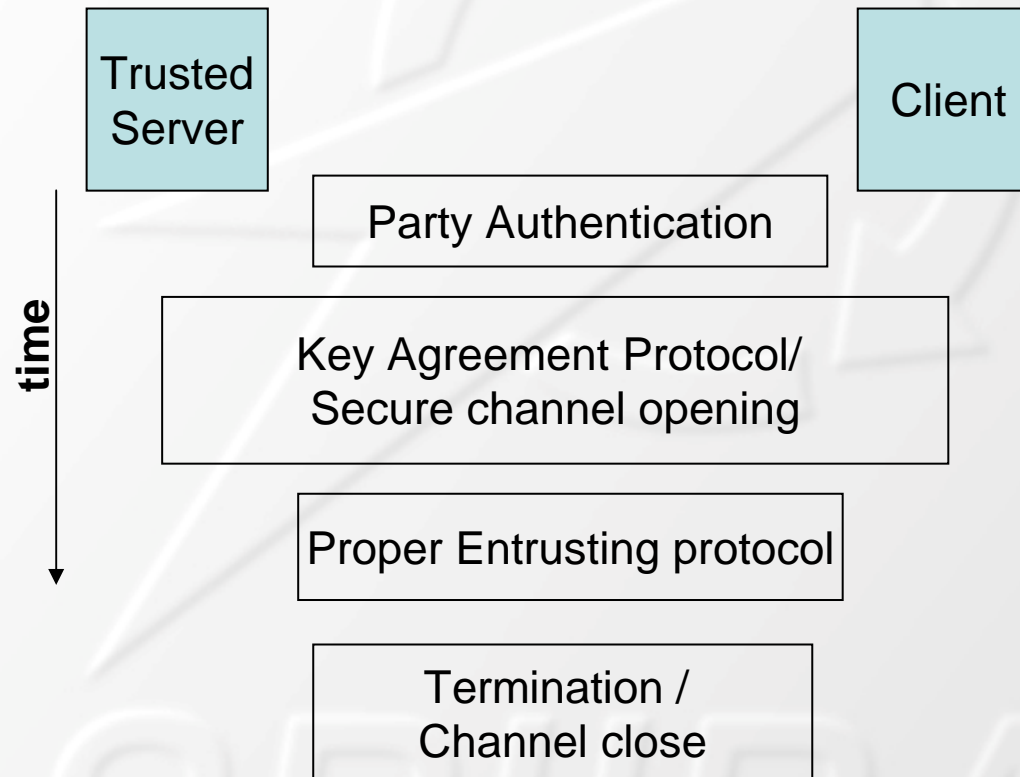 Trusted
Server
Client
Party Authentication
time
Key Agreement Protocol/
Secure channel opening
Proper Entrusting protocol
Termination /
Channel close